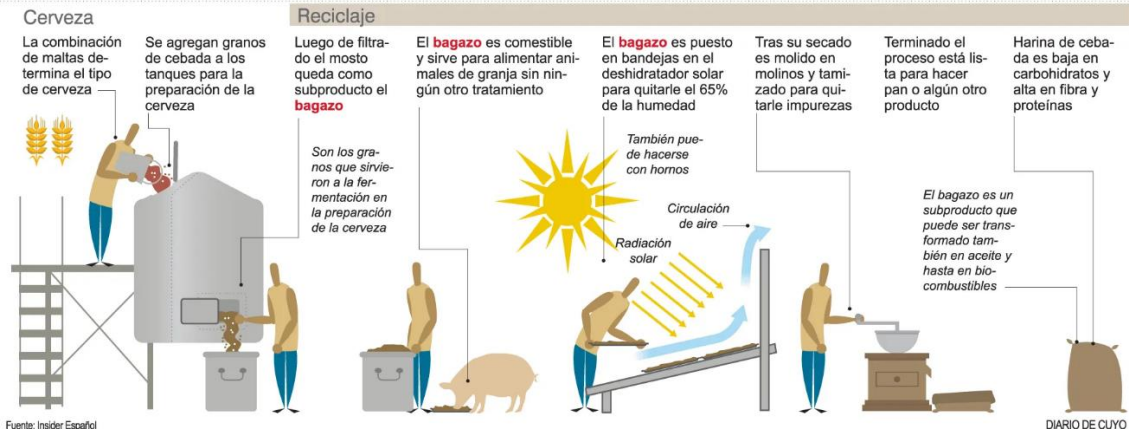 Cerveza
Reciclaje
La combinación
de maltas de-
termina el tipo
de cerveza
Se agregan granos
de cebada a los
tanques para la
preparación de la
cerveza
Luego de filtra-
do el mosto
queda como
subproducto el
bagazo
El bagazo es comestible
y sirve para alimentar ani-
males de granja sin nin-
gún otro tratamiento
El bagazo es puesto
en bandejas en el
deshidratador solar
para quitarle el 65%
de la humedad
Tras su secado
es molido en
molinos y tami-
zado para qui-
tarle impurezas
Terminado el
proceso está lis-
ta para hacer
pan o algún otro
producto
Harina de ceba-
da es baja en
carbohidratos y
alta en fibra y
proteínas
Son los gra-
nos que sirvie-
ron a la fer-
mentación en
la preparación
de la cerveza
También pue-
de hacerse
con hornos
Circulación
de aire
Radiación
solar
El bagazo es un
subproducto que
puede ser trans-
formado tam-
bién en aceite y
hasta en bio-
combustibles
Fuente: Insider Español
DIARIO DE CUYO